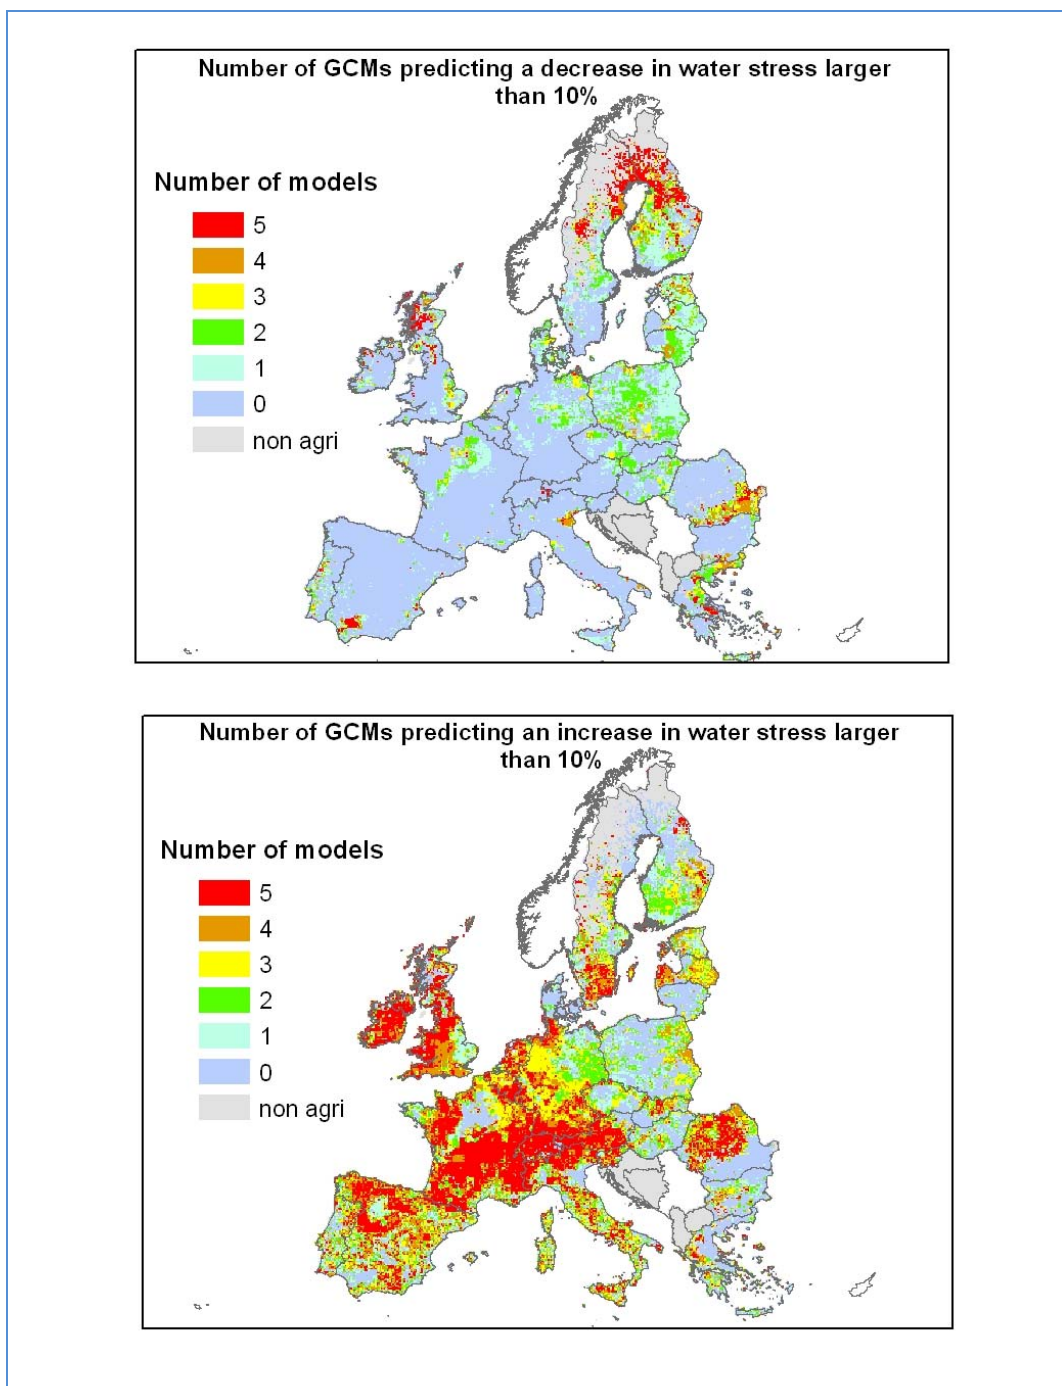 Number of GCMs predicting a decrease in water stress larger
than 10%
Number of models
5
4
3
2
1
0
non agri
Number of GCMs predicting an increase in water stress larger
than 10%
Number of models
5
4
3
2
1
0
non agri